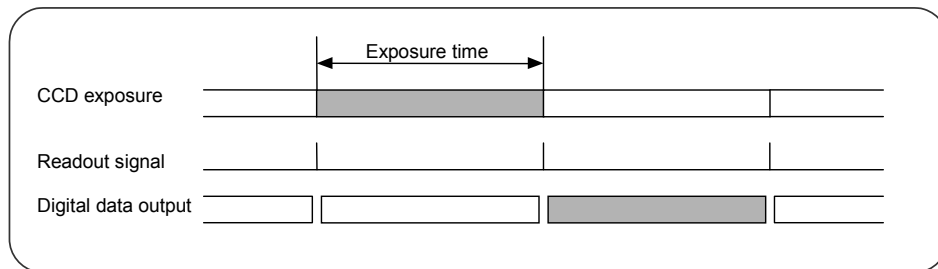 Exposure time
CCD exposure
Readout signal
Digital data output